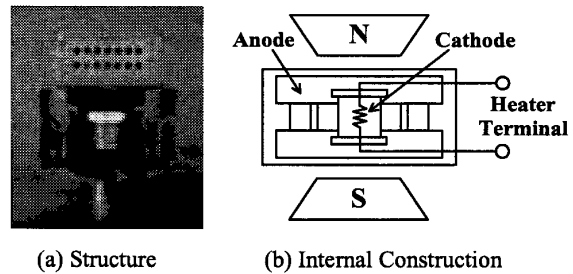 N
Anode
Cathode
Heater
Terminal
S
(a) Structure
(b) Internal Construction